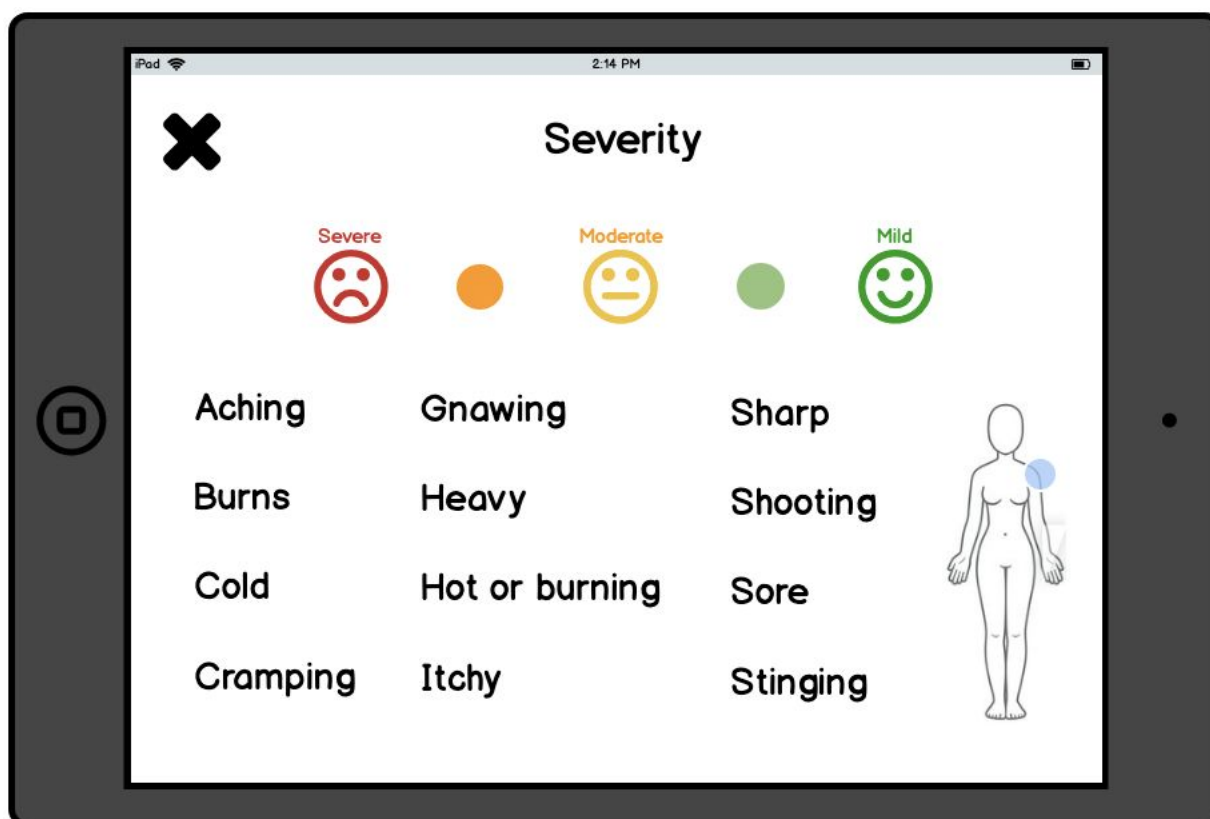 iPad 2:14 PM
Severity
Severe Moderate Mild
Aching Gnawing Sharp
Burns Heavy Shooting
Cold Hot or burning Sore
Cramping Itchy Stinging